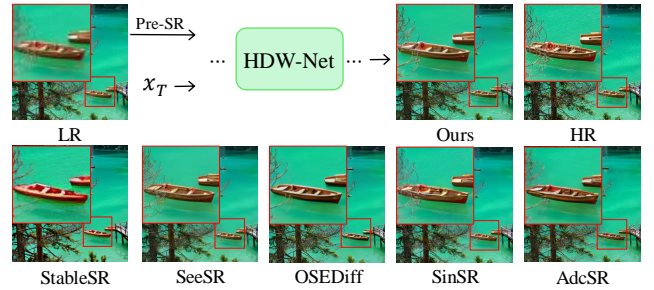 Pre-SR
... HDW-Net ...
x_T
LR Ours HR
StableSR SeeSR OSEDiff SinSR AdcSR